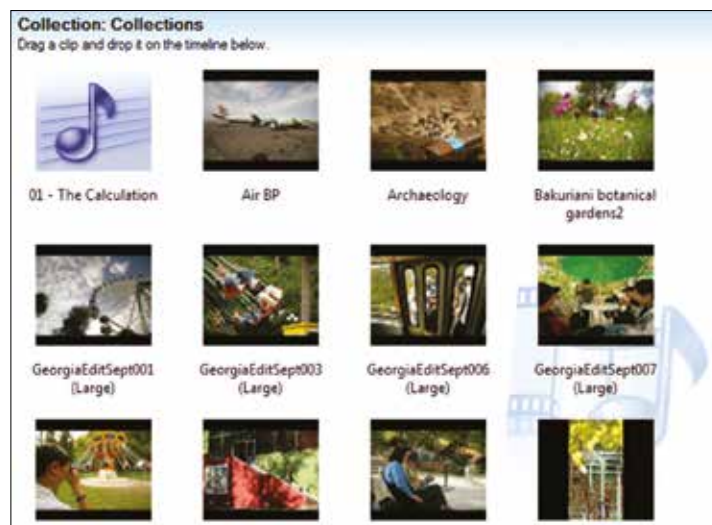 Collection: Collections
Drag a clip and drop it on the timeline below.
01 - The Calculation
Air BP
Archaeology
Bakuriani botanical
gardens2
GeorgiaEditSept001
(Large)
GeorgiaEditSept003
(Large)
GeorgiaEditSept006
(Large)
GeorgiaEditSept007
(Large)